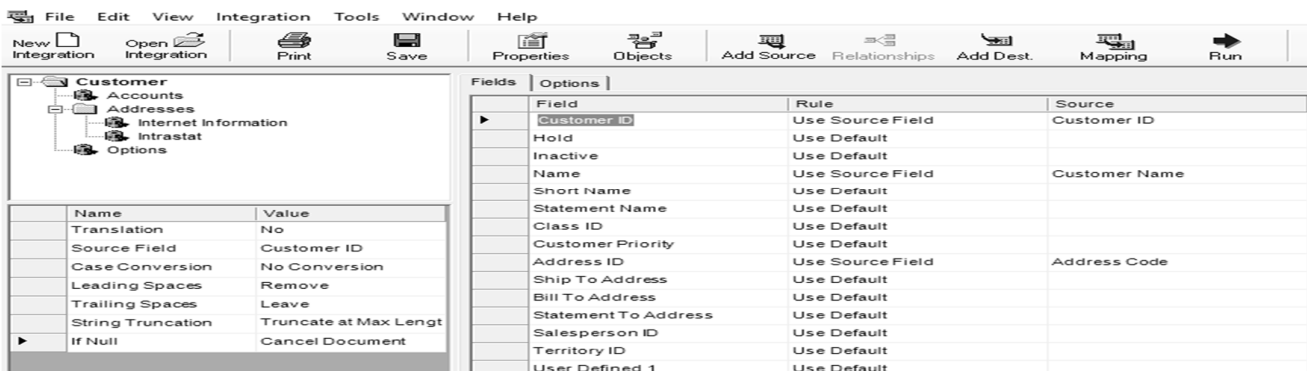 File Edit View Integration Tools Window Help
New Integration Open Integration Print Save Properties Objects Add Source Relationships Add Dest. Mapping Run
Customer
Accounts
Addresses
Internet Information
Intrastat
Options
Name Value
Translation No
Source Field Customer ID
Case Conversion No Conversion
Leading Spaces Remove
Trailing Spaces Leave
String Truncation Truncate at Max Lengt
If Null Cancel Document
Fields Options
Field Rule Source
Customer ID Use Source Field Customer ID
Hold Use Default
Inactive Use Default
Name Use Source Field Customer Name
Short Name Use Default
Statement Name Use Default
Class ID Use Default
Customer Priority Use Default
Address ID Use Source Field Address Code
Ship To Address Use Default
Bill To Address Use Default
Statement To Address Use Default
Salesperson ID Use Default
Territory ID Use Default
User Defined 1 Use Default